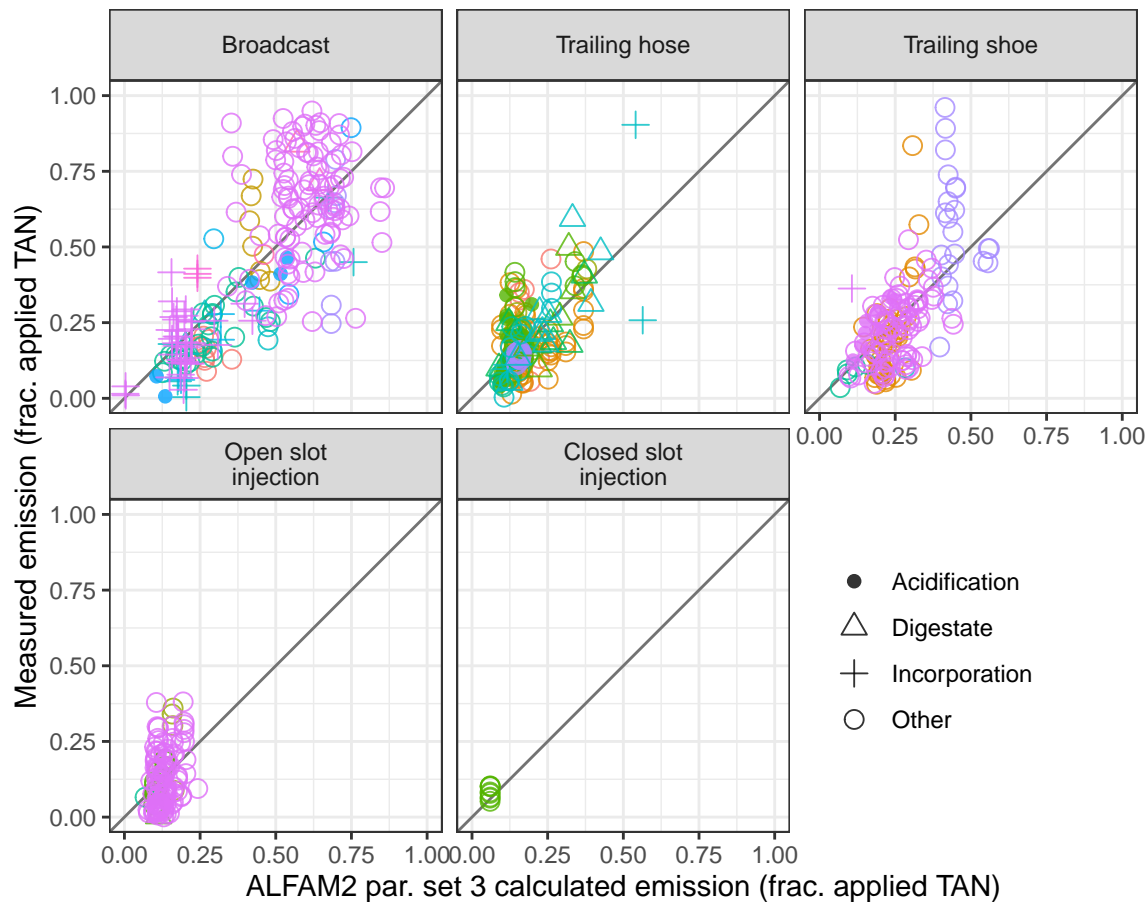 Broadcast
Trailing hose
Trailing shoe
1.00
0.75
0.50
0.25
0.00
0.00 0.25 0.50 0.75 1.00
Open slot
injection
Closed slot
injection
1.00
0.75
0.50
0.25
0.00
0.00 0.25 0.50 0.75 1.00
0.00 0.25 0.50 0.75 1.00
Measured emission (frac. applied TAN)
ALFAM2 par. set 3 calculated emission (frac. applied TAN)
Acidification
Digestate
Incorporation
Other